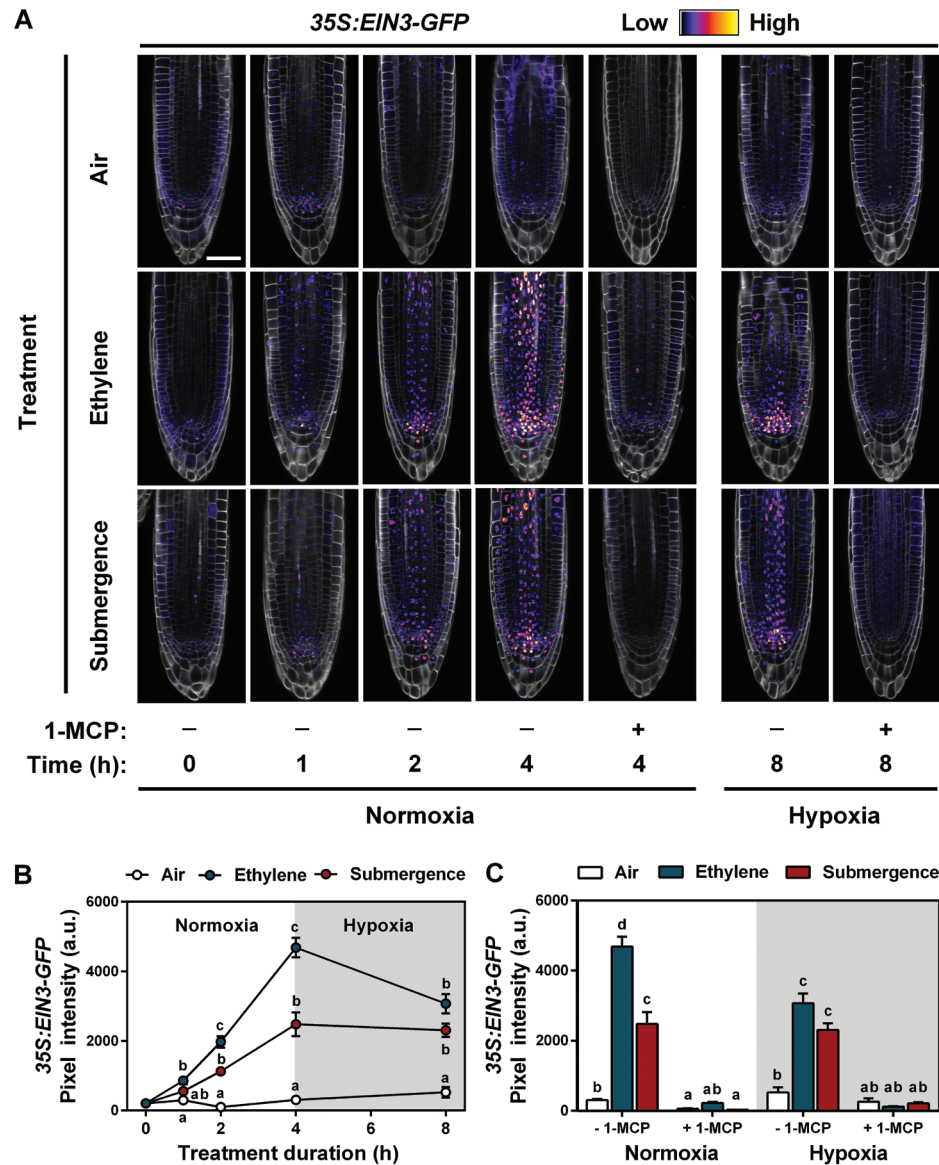 A
35S:EIN3-GFP
Low High
Treatment
Air
Ethylene
Submergence
1-MCP: – – – – + – +
Time (h): 0 1 2 4 4 8 8
Normoxia Hypoxia
B
Air Ethylene Submergence
35S:EIN3-GFP
Pixel intensity (a.u.)
6000
4000
2000
0
Normoxia Hypoxia
c
b
c
b
b
b
b
ab
a
a
a
a
0 2 4 6 8
Treatment duration (h)
C
Air Ethylene Submergence
35S:EIN3-GFP
Pixel intensity (a.u.)
6000
4000
2000
0
b d c a ab a b c c ab ab ab
- 1-MCP + 1-MCP - 1-MCP + 1-MCP
Normoxia Hypoxia